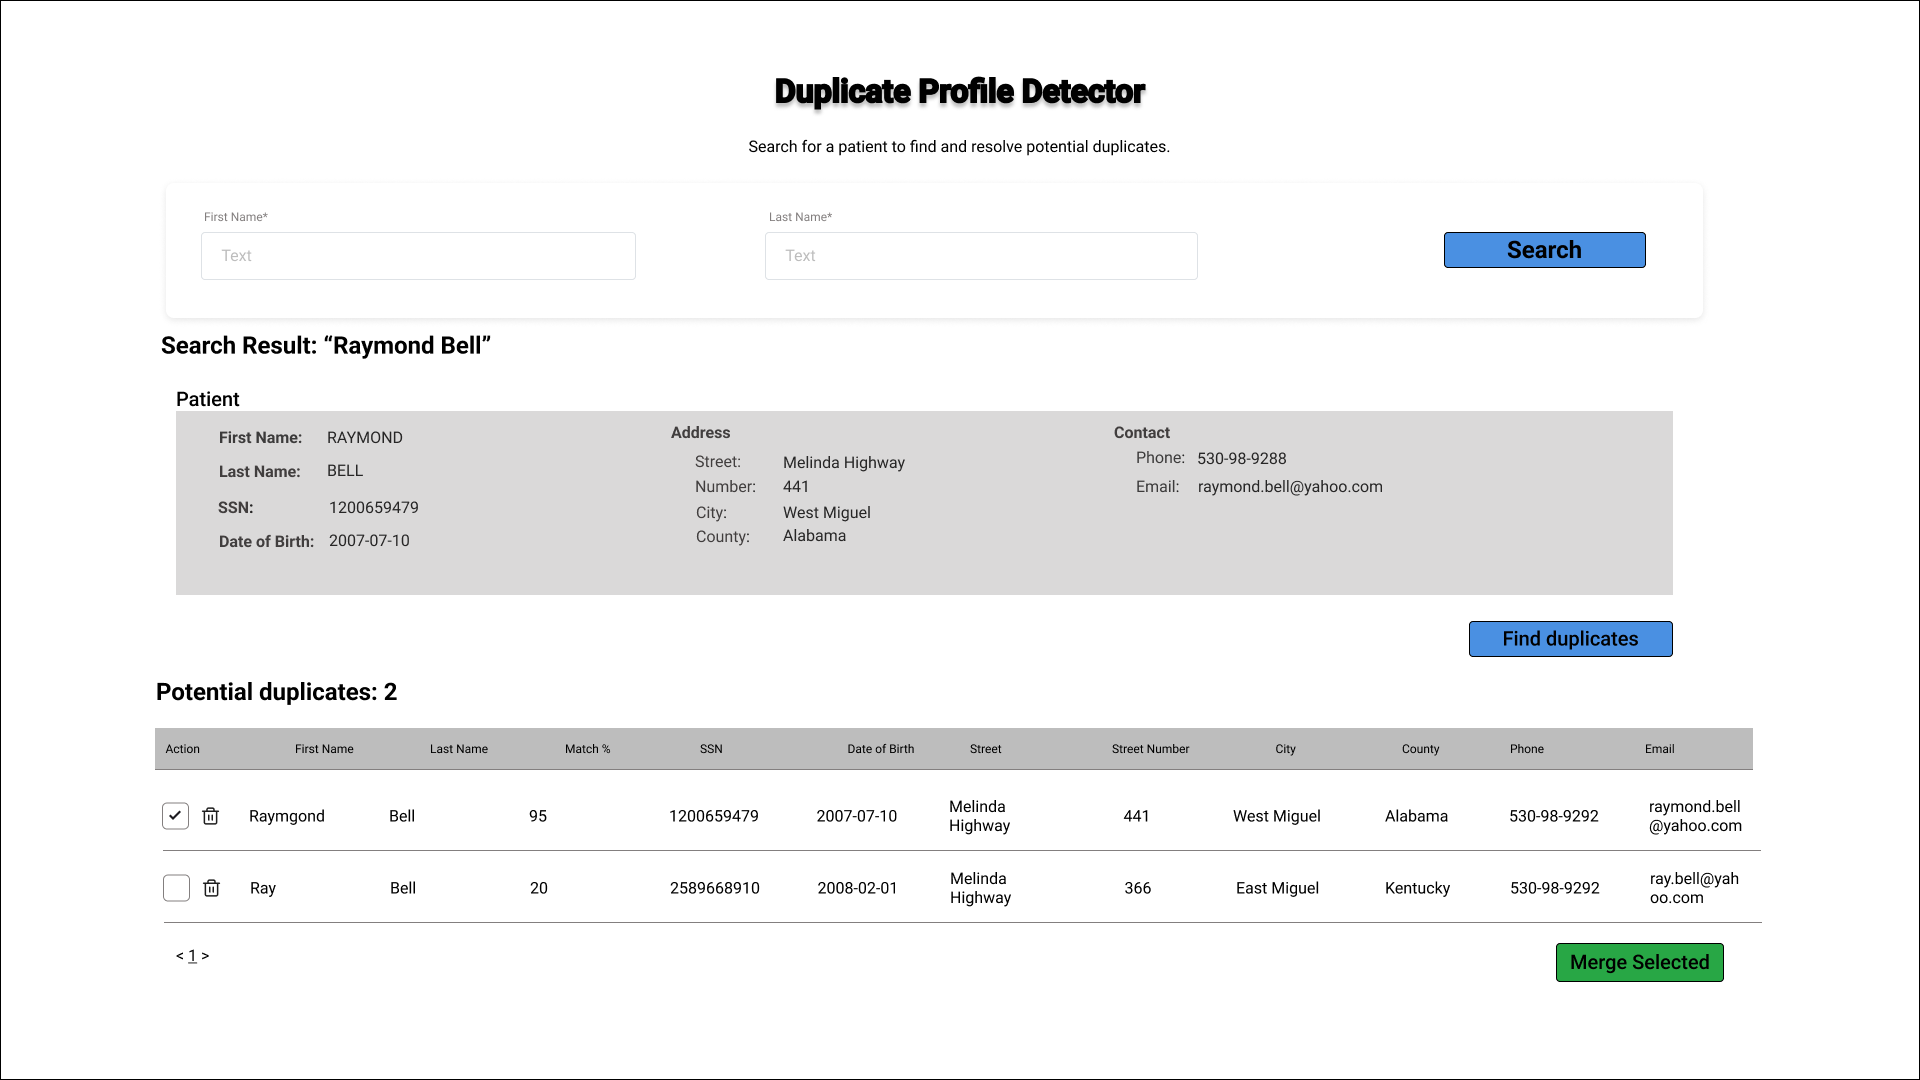 Duplicate Profile Detector
Search for a patient to find and resolve potential duplicates.
First Name*
Last Name*
Text
Text
Search
Search Result: “Raymond Bell”
Patient
First Name: RAYMOND
Last Name: BELL
SSN: 1200659479
Date of Birth: 2007-07-10
Address
Street: Melinda Highway
Number: 441
City: West Miguel
County: Alabama
Contact
Phone: 530-98-9288
Email: raymond.bell@yahoo.com
Find duplicates
Potential duplicates: 2
Action First Name Last Name Match % SSN Date of Birth Street Street Number City County Phone Email
Raymgond Bell 95 1200659479 2007-07-10 Melinda Highway 441 West Miguel Alabama 530-98-9292 raymond.bell@yahoo.com
Ray Bell 20 2589668910 2008-02-01 Melinda Highway 366 East Miguel Kentucky 530-98-9292 ray.bell@yahoo.com
< 1 >
Merge Selected